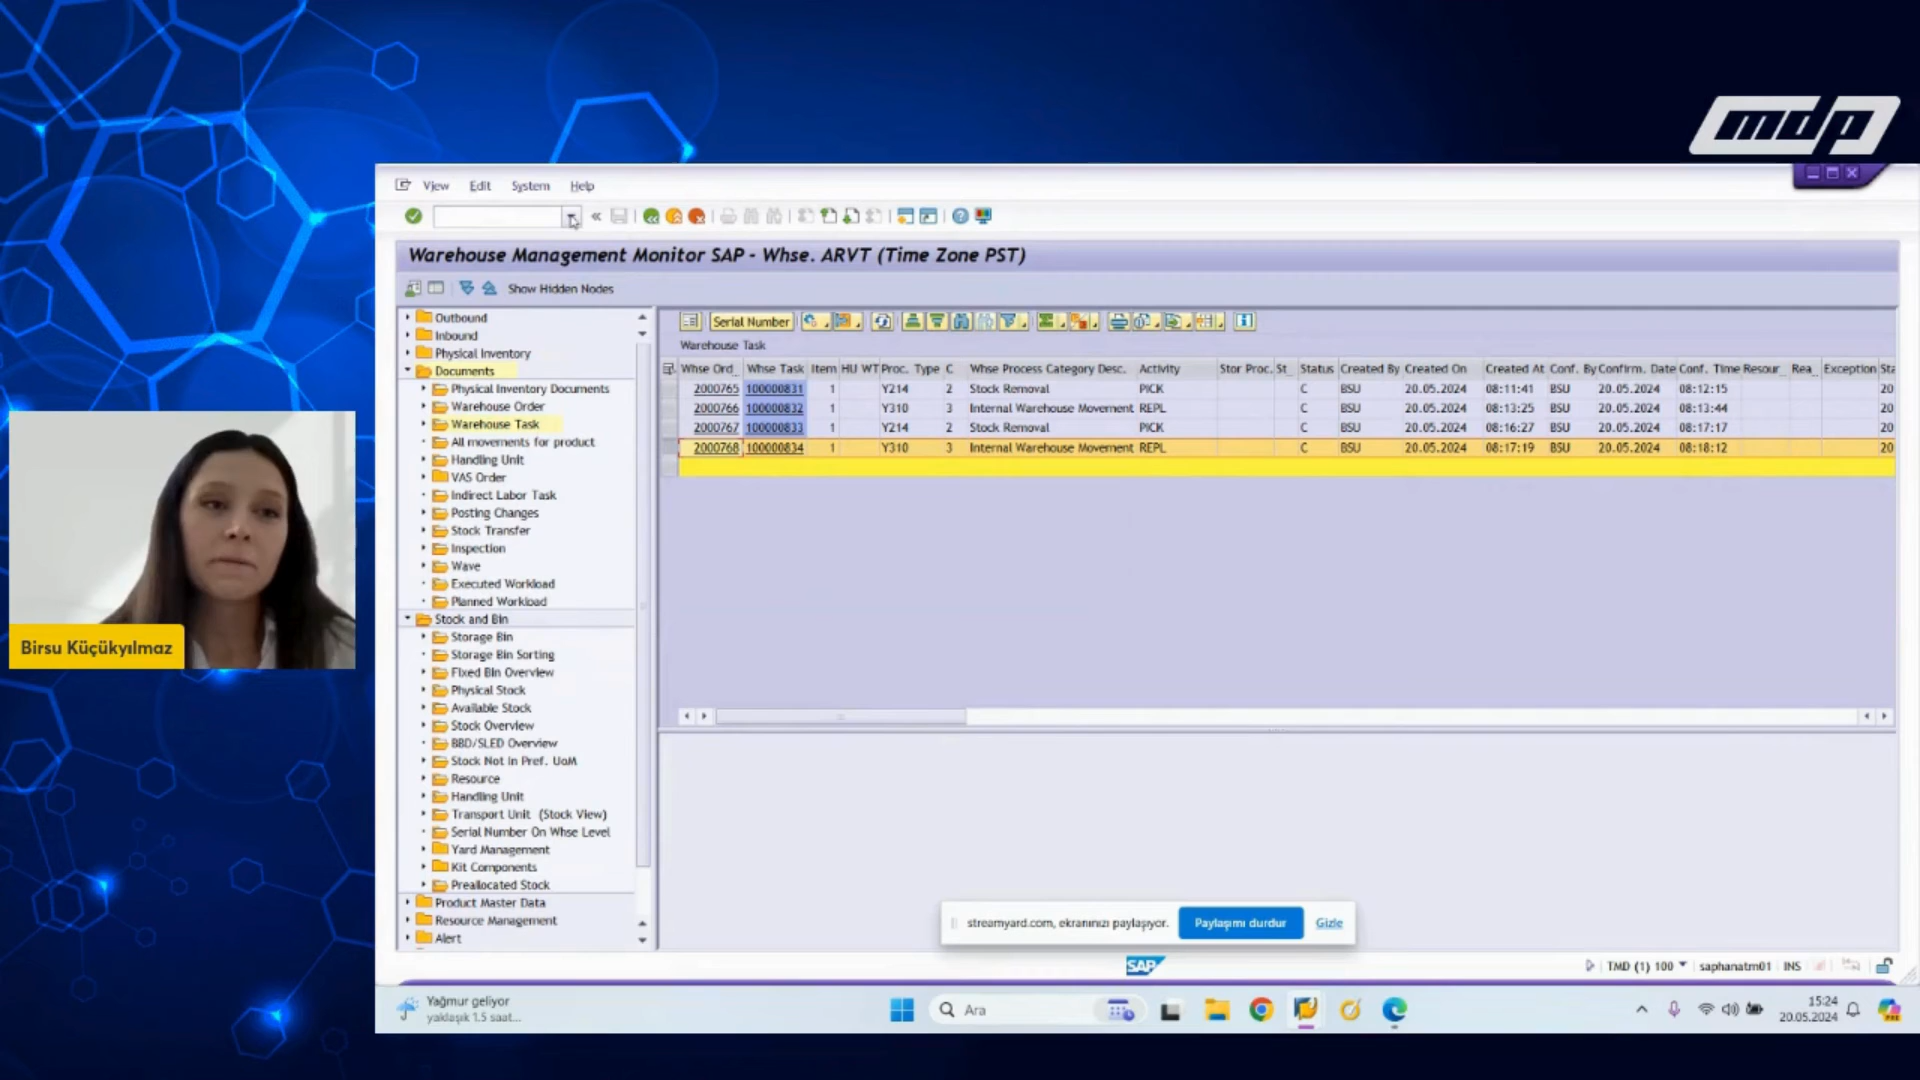 mdp
View Edit System Help
Warehouse Management Monitor SAP - Whse. ARVT (Time Zone PST)
Show Hidden Nodes
Outbound
Inbound
Physical Inventory
Documents
Physical Inventory Documents
Warehouse Order
Warehouse Task
All movements for product
Handling Unit
VAS Order
Indirect Labor Task
Posting Changes
Stock Transfer
Inspection
Wave
Executed Workload
Planned Workload
Stock and Bin
Storage Bin
Storage Bin Sorting
Fixed Bin Overview
Physical Stock
Available Stock
Stock Overview
BBD/SLED Overview
Stock Not in Pref. UoM
Resource
Handling Unit
Transport Unit (Stock View)
Serial Number On Whse Level
Yard Management
Kit Components
Preallocated Stock
Product Master Data
Resource Management
Alert
Serial Number
Warehouse Task
Whse Ord_ Whse Task Item HU WT Proc. Type C Whse Process Category Desc. Activity Stor Proc. St_ Status Created By Created On Created At Conf. By Confirm. Date Conf. Time Resour_ Rea_ Exception Sta
2000765 100000831 1 Y214 2 Stock Removal PICK C BSU 20.05.2024 08:11:41 BSU 20.05.2024 08:12:15 20
2000766 100000832 1 Y310 3 Internal Warehouse Movement REPL C BSU 20.05.2024 08:13:25 BSU 20.05.2024 08:13:44 20
2000767 100000833 1 Y214 2 Stock Removal PICK C BSU 20.05.2024 08:16:27 BSU 20.05.2024 08:17:17 20
2000768 100000834 1 Y310 3 Internal Warehouse Movement REPL C BSU 20.05.2024 08:17:19 BSU 20.05.2024 08:18:12 20
Birsu Küçükyılmaz
streamyard.com, ekranınızı paylaşıyor. Paylaşımı durdur Gizle
SAP
TMD (1) 100 saphanatm01 INS
Yağmur geliyor
yaklaşık 1.5 saat...
Ara
15:24
20.05.2024